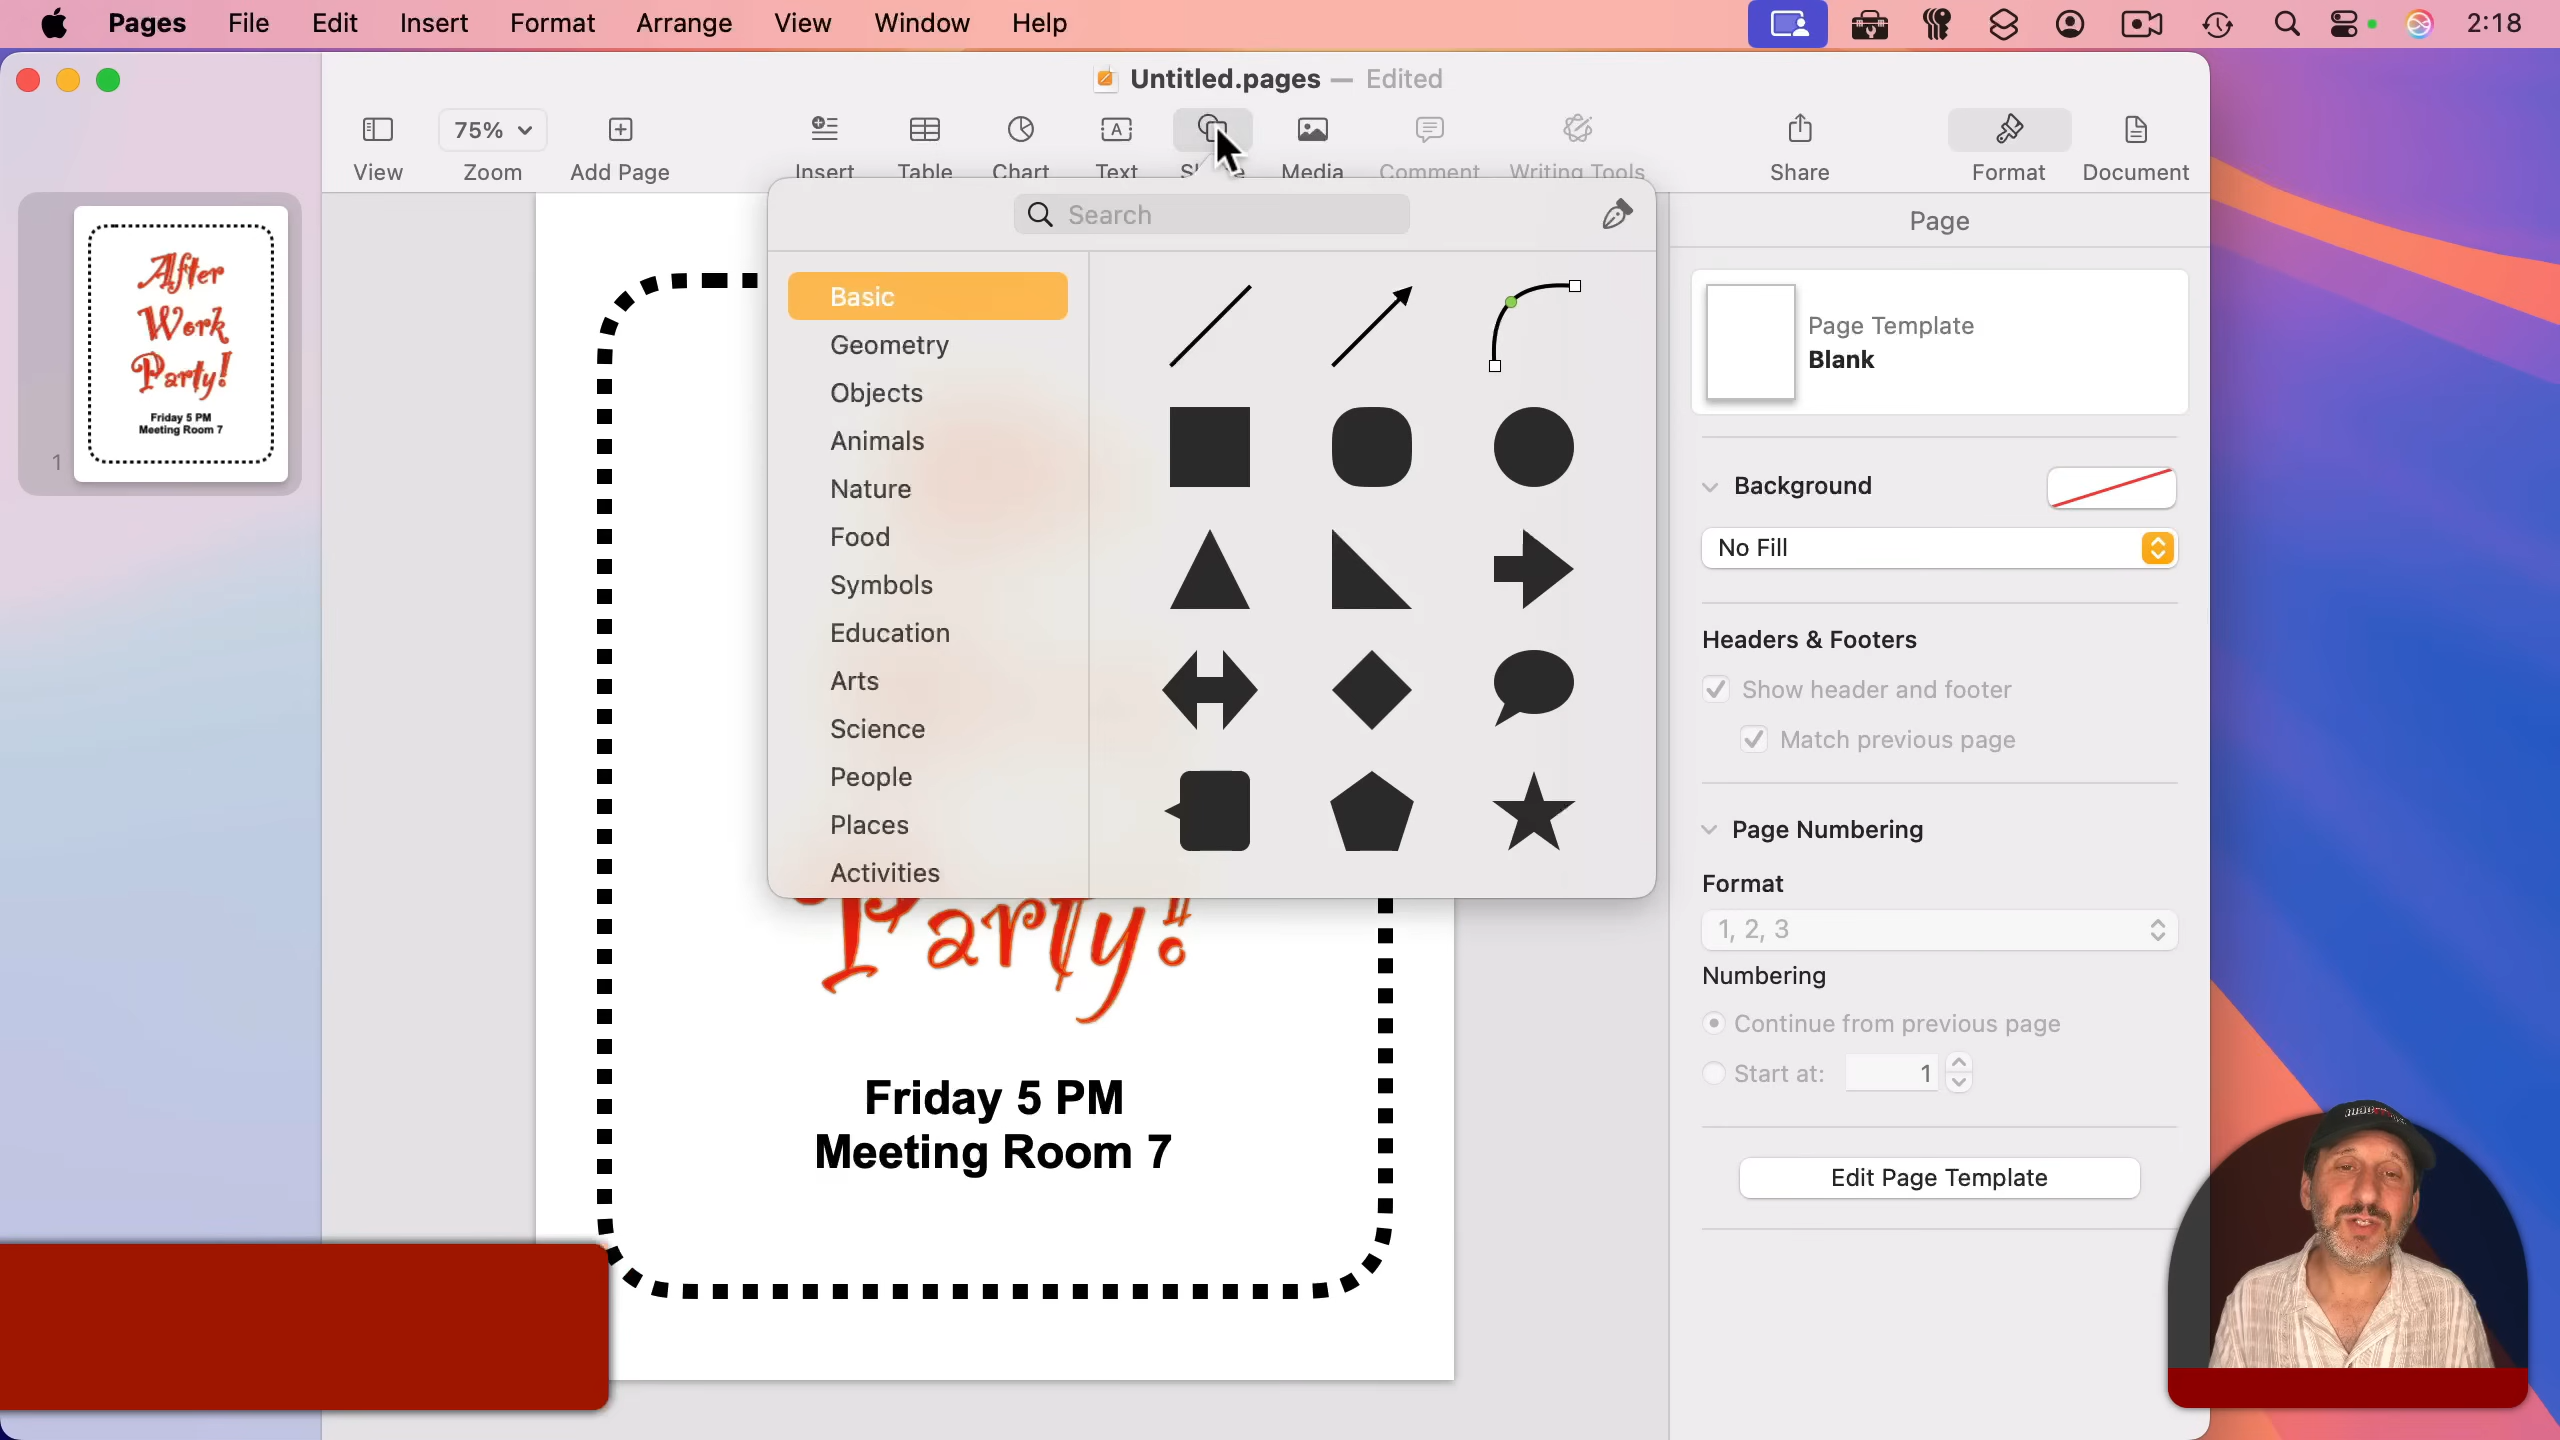 Pages File Edit Insert Format Arrange View Window Help 2:18
Untitled.pages — Edited
75%
View Zoom Add Page Insert Table Chart Text Media Comment Writing Tools Share Format Document
Search
Basic
Geometry
Objects
Animals
Nature
Food
Symbols
Education
Arts
Science
People
Places
Activities
After
Work
Party!
Friday 5 PM
Meeting Room 7
1
Party!
Friday 5 PM
Meeting Room 7
Page
Page Template
Blank
Background
No Fill
Headers & Footers
Show header and footer
Match previous page
Page Numbering
Format
1, 2, 3
Numbering
Continue from previous page
Start at: 1
Edit Page Template